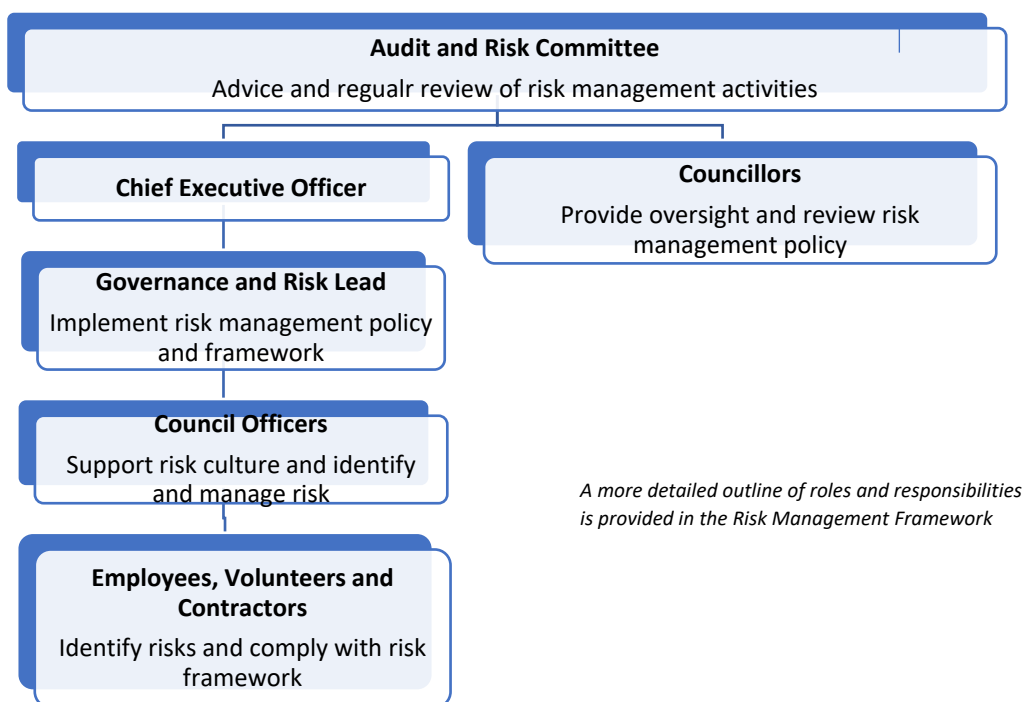 Audit and Risk Committee
Advice and regualr review of risk management activities
Chief Executive Officer
Councillors
Provide oversight and review risk
management policy
Governance and Risk Lead
Implement risk management policy
and framework
Council Officers
Support risk culture and identify
and manage risk
A more detailed outline of roles and responsibilities
is provided in the Risk Management Framework
Employees, Volunteers and
Contractors
Identify risks and comply with risk
framework